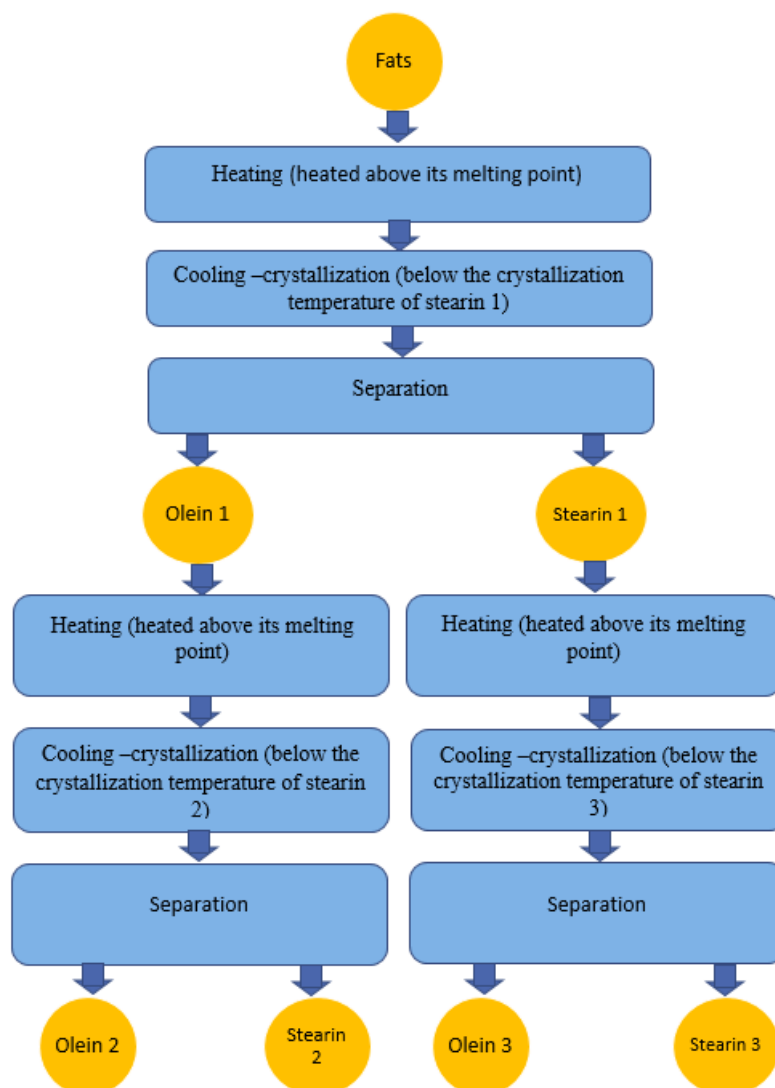 Fats
Heating (heated above its melting point)
Cooling –crystallization (below the crystallization
temperature of stearin 1)
Separation
Olein 1
Stearin 1
Heating (heated above its melting
point)
Heating (heated above its melting
point)
Cooling –crystallization (below the
crystallization temperature of stearin
2)
Cooling –crystallization (below the
crystallization temperature of stearin
3)
Separation
Separation
Olein 2
Stearin
2
Olein 3
Stearin 3